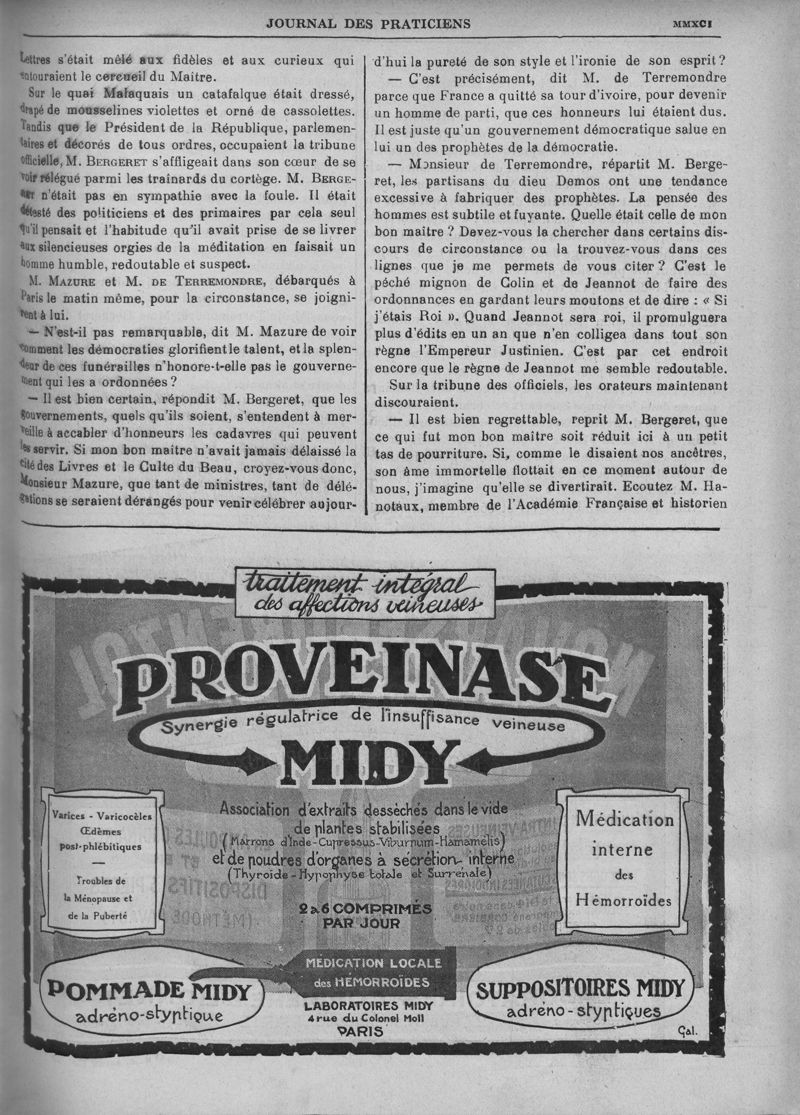 JOURNAL DES PRATICIENS
MMXCI
Lettres s'était mêlé aux fidèles et aux curieux qui
entouraient le cercueil du Maitre.
Sur le quai Malaquais un catafalque était dressé,
drapé de mousselines violettes et orné de cassolettes.
Tandis que le Président de la République, parlemen-
taires et décorés de tous ordres, occupaient la tribune
officielle, M. BERGERET s'affligeait dans son cœur de se
voir rélégué parmi les trainards du cortège. M. BERGE-
RET n'était pas en sympathie avec la foule. Il était
détesté des politiciens et des primaires par cela seul
qu'il pensait et l'habitude qu'il avait prise de se livrer
aux silencieuses orgies de la méditation en faisait un
homme humble, redoutable et suspect.
M. MAZURE et M. DE TERREMONDRE, débarqués à
Paris le matin même, pour la circonstance, se joigni-
rent à lui.
— N'est-il pas remarquable, dit M. Mazure de voir
comment les démocraties glorifient le talent, et la splen-
deur de ces funérailles n'honore-t-elle pas le gouverne-
ment qui les a ordonnées ?
— Il est bien certain, répondit M. Bergeret, que les
gouvernements, quels qu'ils soient, s'entendent à mer-
veille à accabler d'honneurs les cadavres qui peuvent
les servir. Si mon bon maitre n'avait jamais délaissé la
Cité des Livres et le Culte du Beau, croyez-vous donc,
Monsieur Mazure, que tant de ministres, tant de délé-
gations se seraient dérangés pour venir célébrer aujour-
d'hui la pureté de son style et l'ironie de son esprit ?
— C'est précisément, dit M. de Terremondre
parce que France a quitté sa tour d'ivoire, pour devenir
un homme de parti, que ces honneurs lui étaient dus.
Il est juste qu'un gouvernement démocratique salue en
lui un des prophètes de la démocratie.
— Monsieur de Terremondre, répartit M. Berge-
ret, les partisans du dieu Demos ont une tendance
excessive à fabriquer des prophètes. La pensée des
hommes est subtile et fuyante. Quelle était celle de mon
bon maitre ? Devez-vous la chercher dans certains dis-
cours de circonstance ou la trouvez-vous dans ces
lignes que je me permets de vous citer ? C'est le
péché mignon de Colin et de Jeannot de faire des
ordonnances en gardant leurs moutons et de dire : « Si
j'étais Roi ». Quand Jeannot sera roi, il promulguera
plus d'édits en un an que n'en colligea dans tout son
règne l'Empereur Justinien. C'est par cet endroit
encore que le règne de Jeannot me semble redoutable.
Sur la tribune des officiels, les orateurs maintenant
discouraient.
— Il est bien regrettable, reprit M. Bergeret, que
ce qui fut mon bon maitre soit réduit ici à un petit
tas de pourriture. Si, comme le disaient nos ancêtres,
son âme immortelle flottait en ce moment autour de
nous, j'imagine qu'elle se divertirait. Ecoutez M. Ha-
notaux, membre de l'Académie Française et historien
traitement intégral
des affections veineuses
PROVEINASE
Synergie régulatrice de l'insuffisance veineuse
MIDY
Association d'extraits desséchés dans le vide
de plantes stabilisées
(Marrons d'Inde-Cupressus-Viburnum-Hamamelis)
et de poudres d'organes à sécrétion interne
(Thyroïde-Hypophyse totale et Surrénale)
2 à 6 COMPRIMÉS
PAR JOUR
Varices - Varicocèles
Œdèmes
post-phlébitiques
—
Troubles de
la Ménopause et
de la Puberté
Médication
interne
des
Hémorroïdes
MÉDICATION LOCALE
des HÉMORROÏDES
POMMADE MIDY
adréno-styptique
LABORATOIRES MIDY
4 rue du Colonel Moll
PARIS
SUPPOSITOIRES MIDY
adréno-styptiques
Gal.